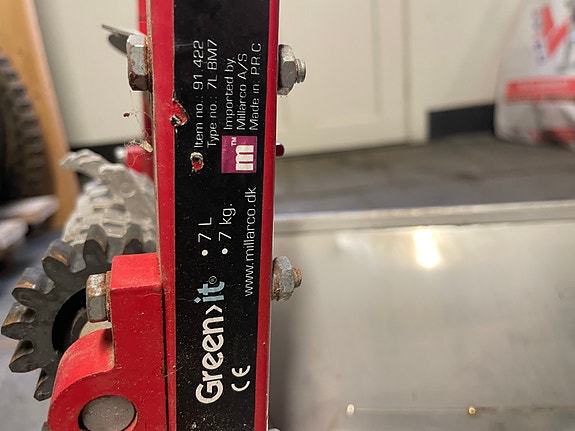 Item no.: 91 422
Type no.: 7L BM7
Imported by.
Millarco A/S
Made in: P.R.C
m™
• 7 L
• 7 kg.
www.millarco.dk
Green>it®
CE